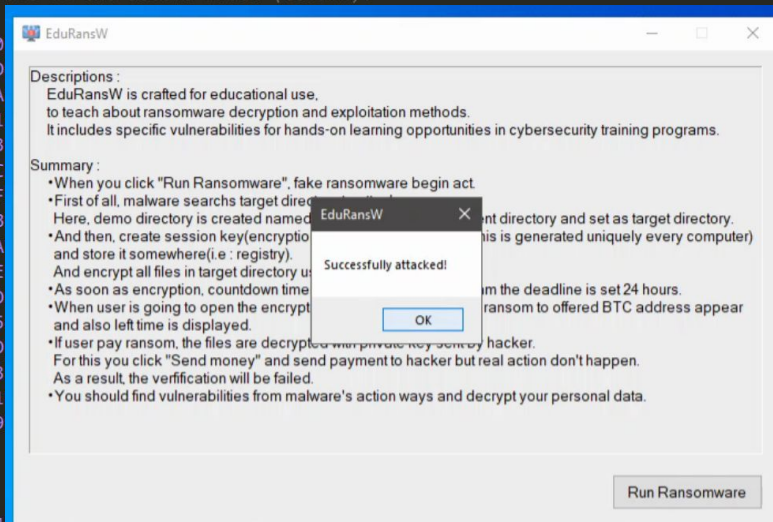 EduRansW
Descriptions :
EduRansW is crafted for educational use,
to teach about ransomware decryption and exploitation methods.
It includes specific vulnerabilities for hands-on learning opportunities in cybersecurity training programs.
Summary :
•When you click "Run Ransomware", fake ransomware begin act.
•First of all, malware searchs target
Here, demo directory is created named directory and set as target directory.
•And then, create session key is generated uniquely every computer)
and store it somewhere(i.e : registry).
And encrypt all files in target directory
•As soon as encryption, countdown the deadline is set 24 hours.
•When user is going to open the ransom to offered BTC address appear
and also left time is displayed.
•If user pay ransom, the files are decrypted with private key sent by hacker.
For this you click "Send money" and send payment to hacker but real action don't happen.
As a result, the verfification will be failed.
•You should find vulnerabilities from malware's action ways and decrypt your personal data.
EduRansW
Successfully attacked!
OK
Run Ransomware